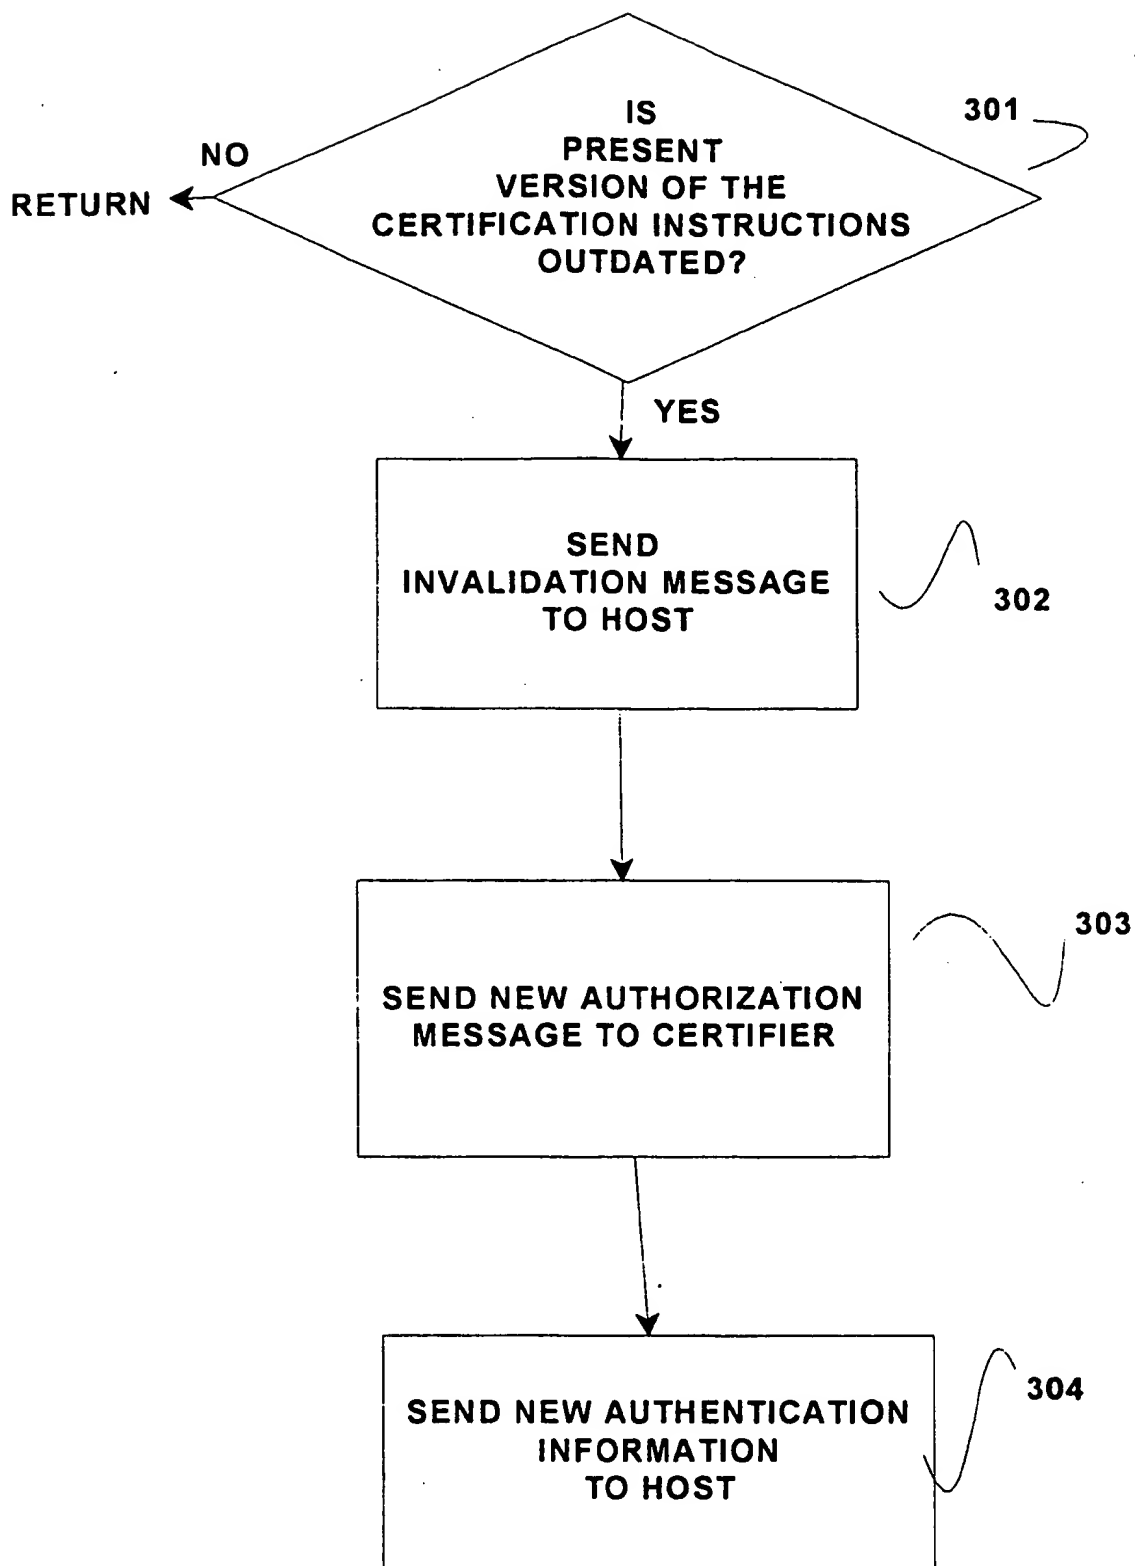 IS
PRESENT
VERSION OF THE
CERTIFICATION INSTRUCTIONS
OUTDATED?
301
NO
RETURN
YES
SEND
INVALIDATION MESSAGE
TO HOST
302
SEND NEW AUTHORIZATION
MESSAGE TO CERTIFIER
303
SEND NEW AUTHENTICATION
INFORMATION
TO HOST
304